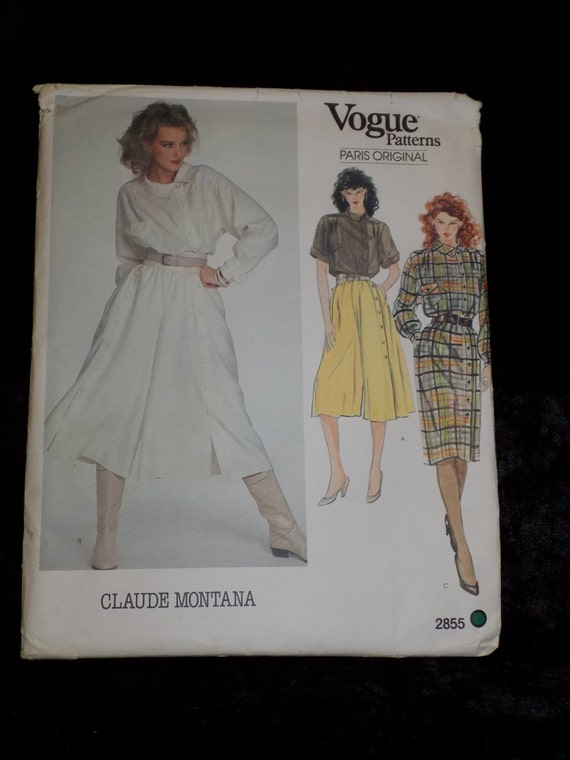 Vogue
Patterns
PARIS ORIGINAL
A
B
C
CLAUDE MONTANA
2855